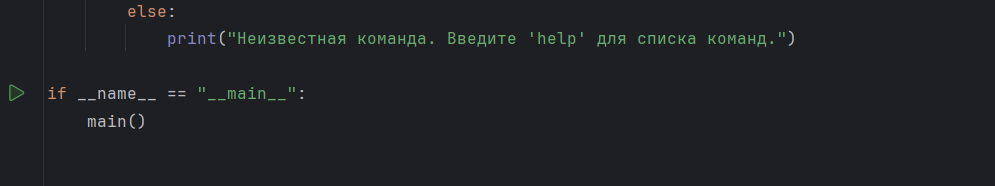 else:
print("Неизвестная команда. Введите 'help' для списка команд.")
if __name__ == "__main__":
main()